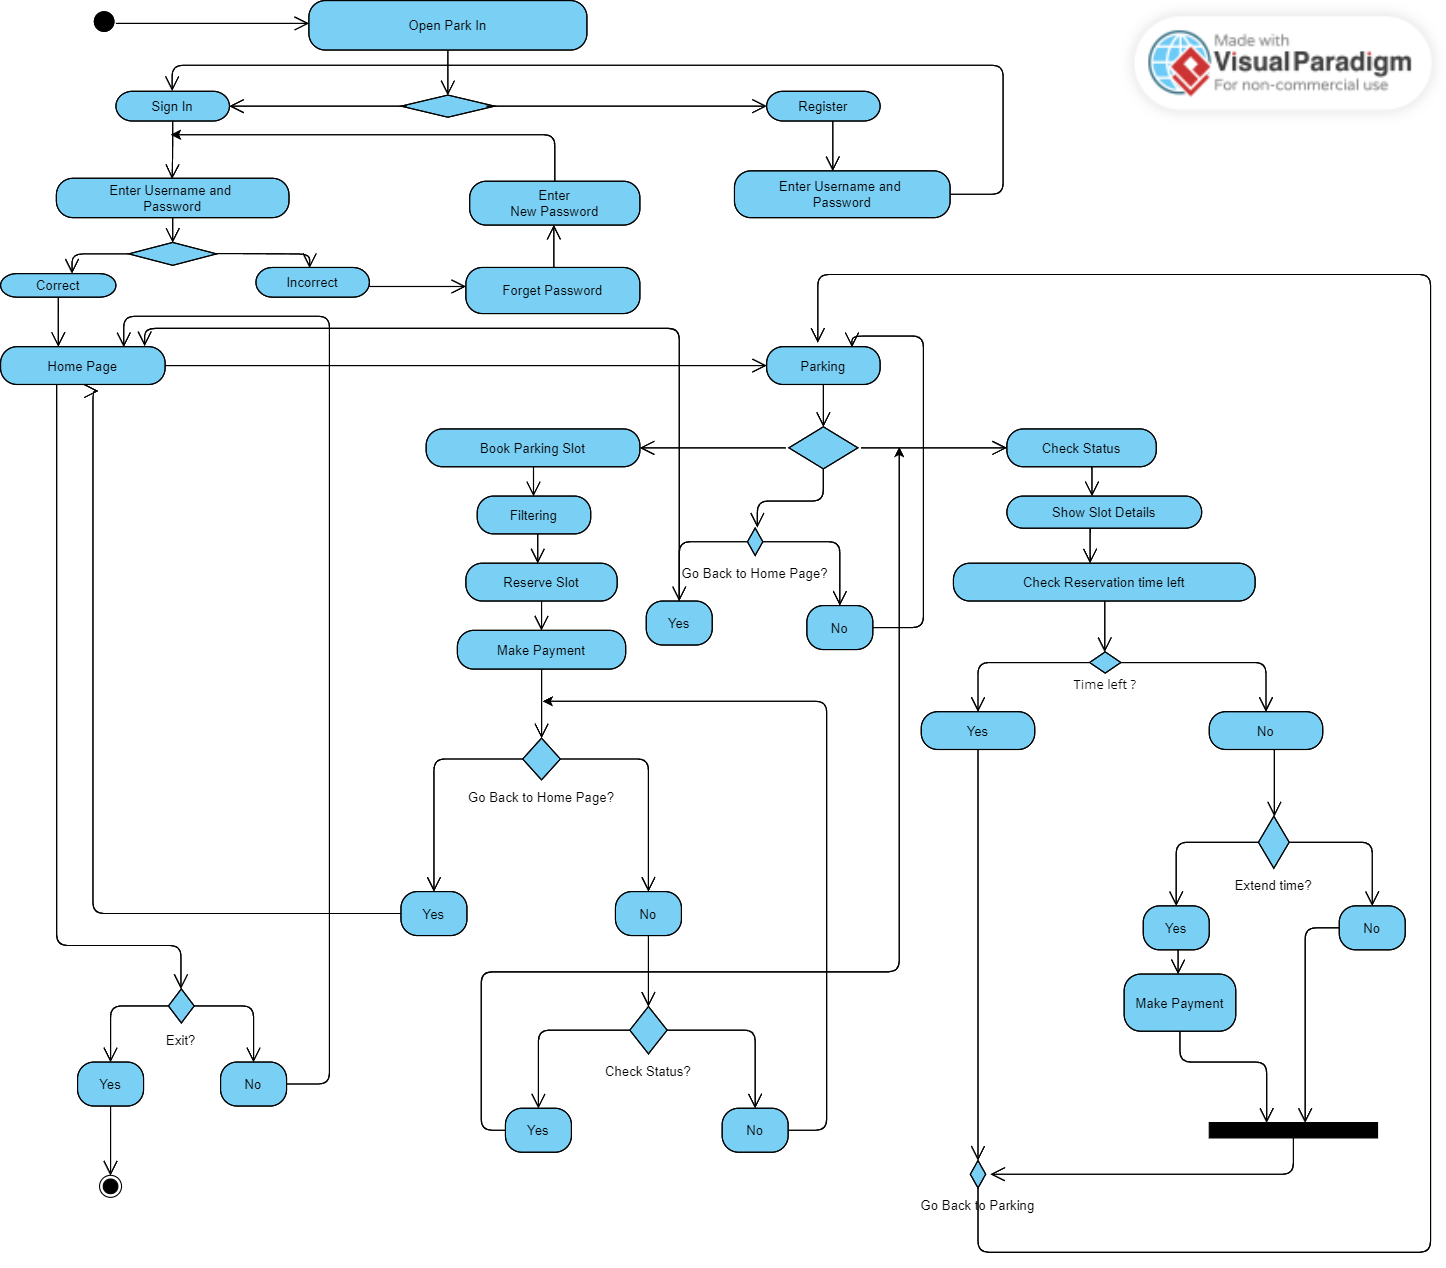 Open Park In
Made with
Visual Paradigm
For non-commercial use
Sign In
Register
Enter Username and
Password
Enter
New Password
Enter Username and
Password
Correct
Incorrect
Forget Password
Home Page
Parking
Book Parking Slot
Check Status
Filtering
Show Slot Details
Go Back to Home Page?
Reserve Slot
Check Reservation time left
Yes
No
Make Payment
Time left ?
Yes
No
Go Back to Home Page?
Extend time?
Yes
No
Yes
No
Make Payment
Exit?
Check Status?
Yes
No
Yes
No
Go Back to Parking